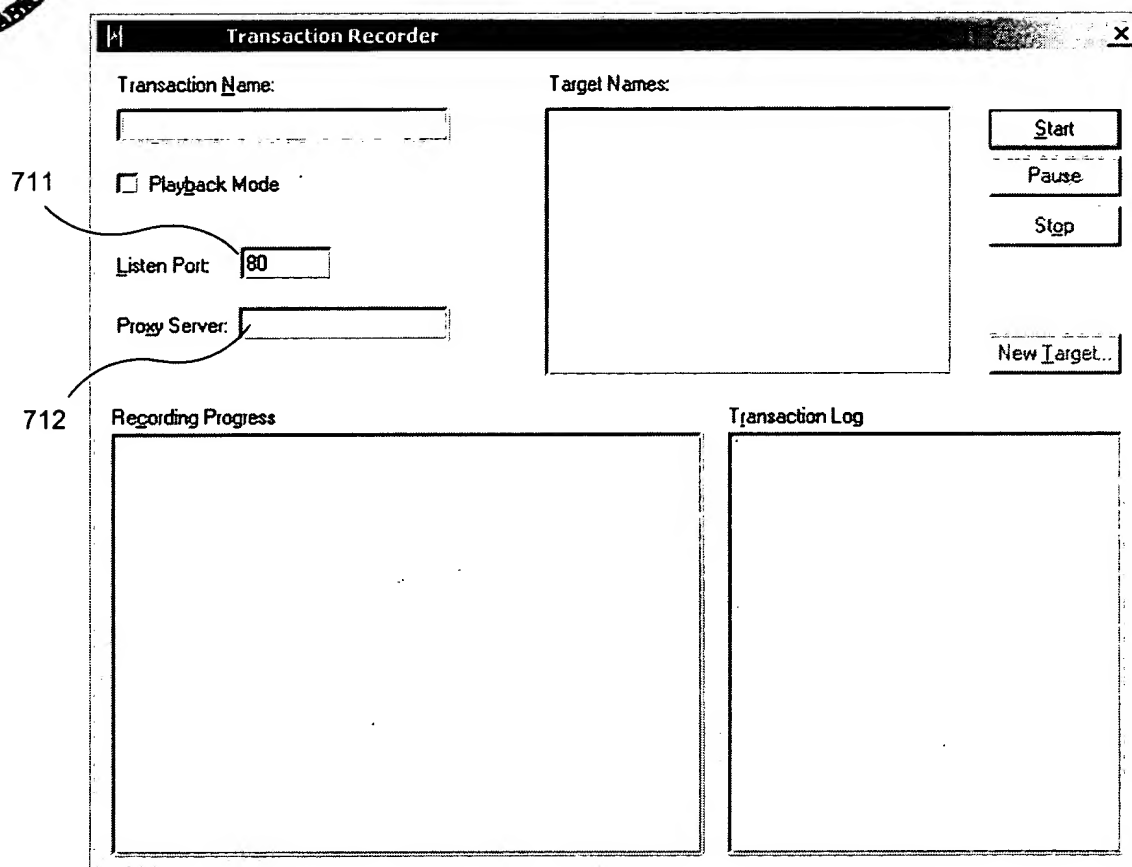 Transaction Recorder
Transaction Name:
Target Names:
Start
Playback Mode
Pause
711
Stop
Listen Port:
80
Proxy Server:
New Target...
712
Recording Progress
Transaction Log